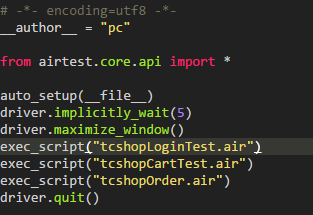 # -*- encoding=utf8 -*-
__author__ = "pc"
from airtest.core.api import *
auto_setup(__file__)
driver.implicitly_wait(5)
driver.maximize_window()
exec_script("tcshopLoginTest.air")
exec_script("tcshopCartTest.air")
exec_script("tcshopOrder.air")
driver.quit()